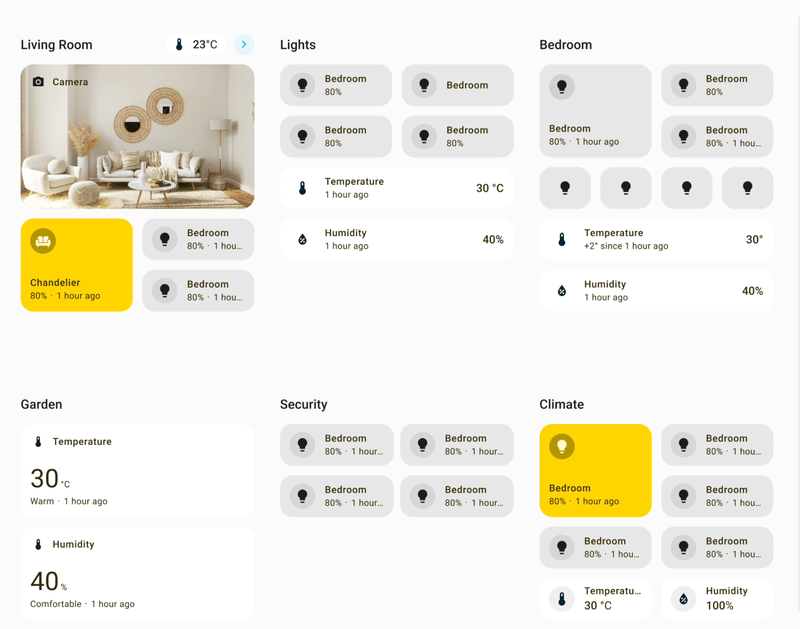 Living Room
23°C
Camera
Chandelier
80% · 1 hour ago
Bedroom
80% · 1 hou...
Bedroom
80% · 1 hou...
Lights
Bedroom
80%
Bedroom
Bedroom
80%
Bedroom
80%
Temperature
1 hour ago
30 °C
Humidity
1 hour ago
40%
Bedroom
Bedroom
80% · 1 hour ago
Bedroom
80%
Bedroom
80% · 1 hou...
Temperature
+2° since 1 hour ago
30°
Humidity
1 hour ago
40%
Garden
Temperature
30 °C
Warm · 1 hour ago
Humidity
40 %
Comfortable · 1 hour ago
Security
Bedroom
80% · 1 hour...
Bedroom
80% · 1 hour...
Bedroom
80% · 1 hour...
Bedroom
80% · 1 hour...
Climate
Bedroom
80% · 1 hour ago
Bedroom
80% · 1 hou...
Bedroom
80% · 1 hou...
Bedroom
80% · 1 hou...
Bedroom
80% · 1 hou...
Temperatu...
30 °C
Humidity
100%